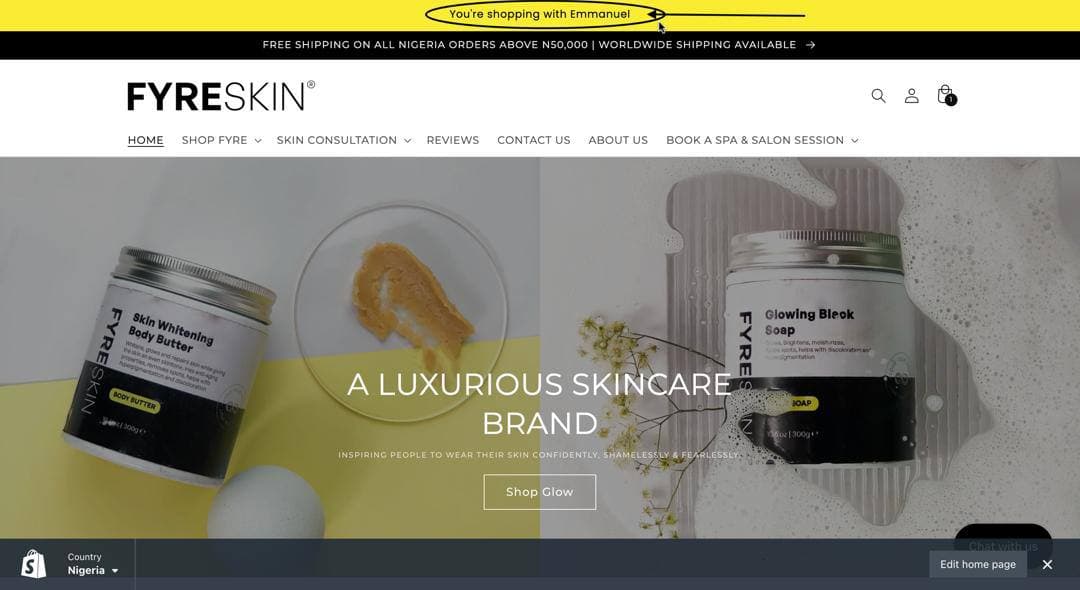 You're shopping with Emmanuel
FREE SHIPPING ON ALL NIGERIA ORDERS ABOVE N50,000 | WORLDWIDE SHIPPING AVAILABLE →
FYRESKIN®
1
HOME
SHOP FYRE
SKIN CONSULTATION
REVIEWS
CONTACT US
ABOUT US
BOOK A SPA & SALON SESSION
Skin Whitening
Body Butter
FYRESKIN
BODY BUTTER
300g
Glowing Black
Soap
FYRESKIN
SOAP
300g
A LUXURIOUS SKINCARE
BRAND
INSPIRING PEOPLE TO WEAR THEIR SKIN CONFIDENTLY, SHAMELESSLY & FEARLESSLY.
Shop Glow
Chat with us
Country
Nigeria
Edit home page